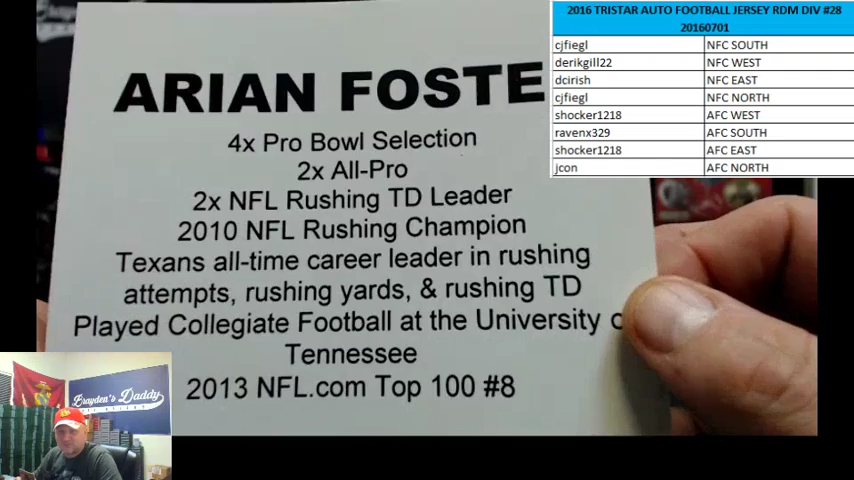 ARIAN FOSTE
4x Pro Bowl Selection
2x All-Pro
2x NFL Rushing TD Leader
2010 NFL Rushing Champion
Texans all-time career leader in rushing
attempts, rushing yards, & rushing TD
Played Collegiate Football at the University o
Tennessee
2013 NFL.com Top 100 #8
2016 TRISTAR AUTO FOOTBALL JERSEY RDM DIV #28
20160701
cjfiegl NFC SOUTH
derikgill22 NFC WEST
dcirish NFC EAST
cjfiegl NFC NORTH
shocker1218 AFC WEST
ravenx329 AFC SOUTH
shocker1218 AFC EAST
jcon AFC NORTH
Brayden's Daddy